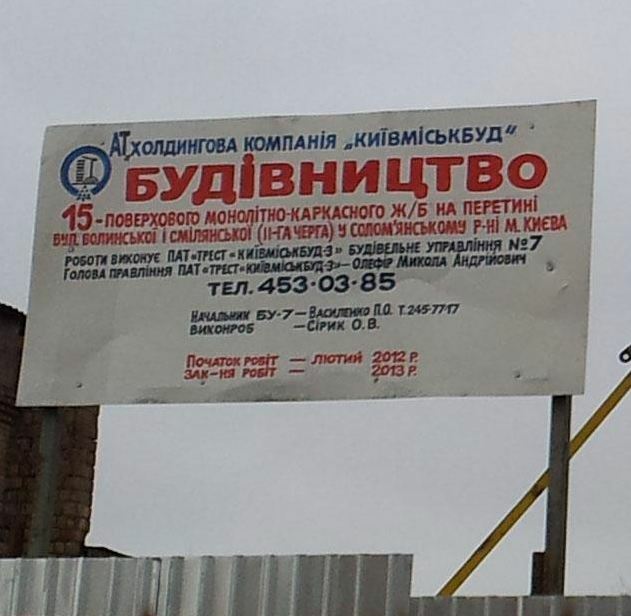 АТ ХОЛДИНГОВА КОМПАНІЯ „КИЇВМІСЬКБУД"
БУДІВНИЦТВО
15-ПОВЕРХОВОГО МОНОЛІТНО-КАРКАСНОГО Ж/Б НА ПЕРЕТИНІ
ВУЛ. ВОЛИНСЬКОЇ І СМІЛЯНСЬКОЇ (ІІ-ГА ЧЕРГА) У СОЛОМ'ЯНСЬКОМУ Р-НІ М. КИЄВА
РОБОТИ ВИКОНУЄ ПАТ «ТРЕСТ «КИЇВМІСЬКБУД-3» БУДІВЕЛЬНЕ УПРАВЛІННЯ №7
ГОЛОВА ПРАВЛІННЯ ПАТ «ТРЕСТ «КИЇВМІСЬКБУД-3» — ОЛЕФІР МИКОЛА АНДРІЙОВИЧ
ТЕЛ. 453-03-85
НАЧАЛЬНИК БУ-7 — ВАСИЛЕНКО П.О. Т. 245-77-17
ВИКОНРОБ — СІРИК О.В.
ПОЧАТОК РОБІТ — ЛЮТИЙ 2012 Р.
ЗАК-НЯ РОБІТ — 2013 Р.